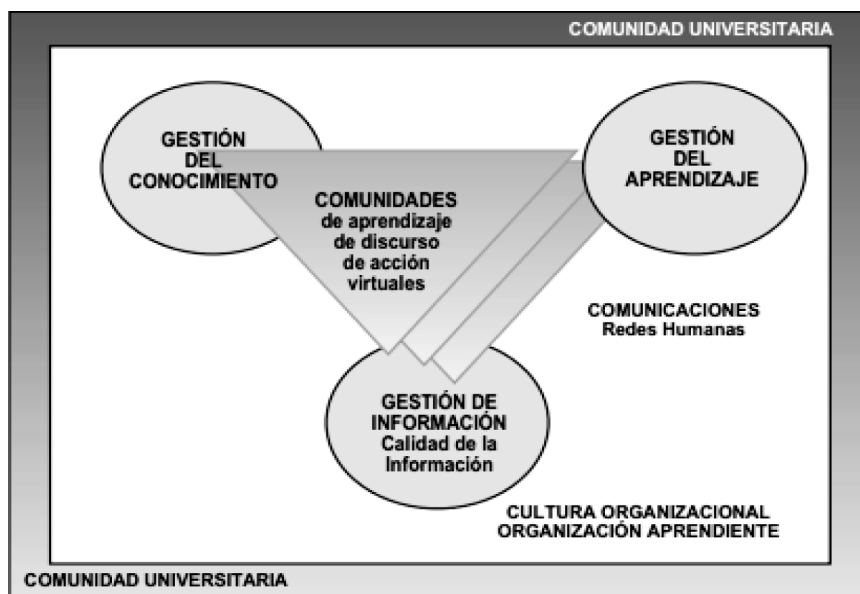 COMUNIDAD UNIVERSITARIA
GESTIÓN
DEL
CONOCIMIENTO
GESTIÓN
DEL
APRENDIZAJE
COMUNIDADES
de aprendizaje
de discurso
de acción
virtuales
COMUNICACIONES
Redes Humanas
GESTIÓN DE
INFORMACIÓN
Calidad de la
Información
CULTURA ORGANIZACIONAL
ORGANIZACIÓN APRENDIENTE
COMUNIDAD UNIVERSITARIA